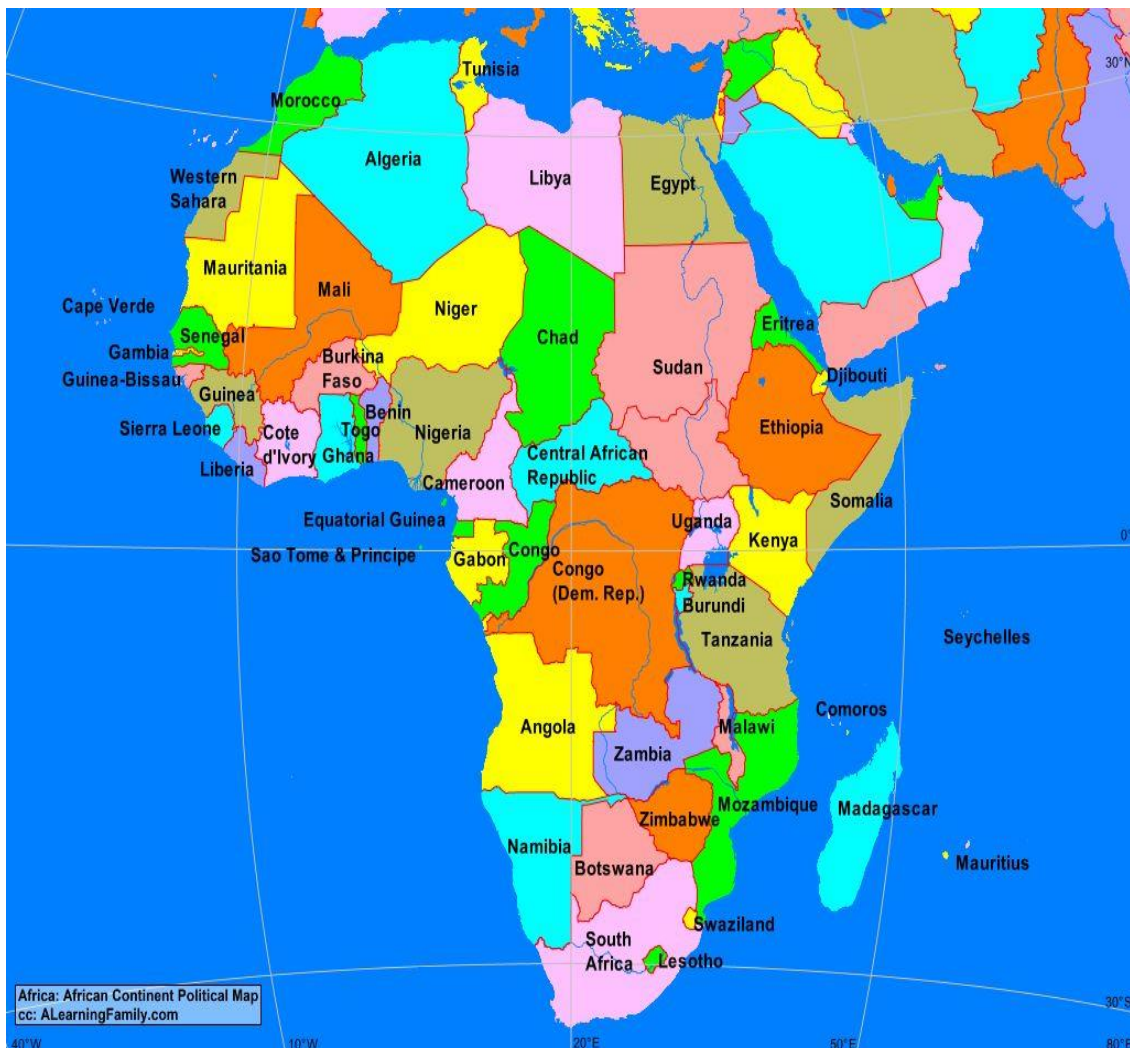 30°N
Tunisia
Morocco
Algeria
Libya
Egypt
Western
Sahara
Mauritania
Mali
Niger
Chad
Sudan
Eritrea
Cape Verde
Senegal
Gambia
Guinea-Bissau
Guinea
Burkina
Faso
Djibouti
Sierra Leone
Liberia
Cote
d'Ivory
Ghana
Togo
Benin
Nigeria
Cameroon
Central African
Republic
Ethiopia
Somalia
Equatorial Guinea
Sao Tome & Principe
Gabon
Congo
Congo
(Dem. Rep.)
Uganda
Kenya
0°
Rwanda
Burundi
Tanzania
Seychelles
Comoros
Angola
Zambia
Malawi
Mozambique
Madagascar
Zimbabwe
Namibia
Botswana
Mauritius
Swaziland
South
Africa
Lesotho
Africa: African Continent Political Map
cc: ALearningFamily.com
30°S
40°W
10°W
20°E
50°E
80°E